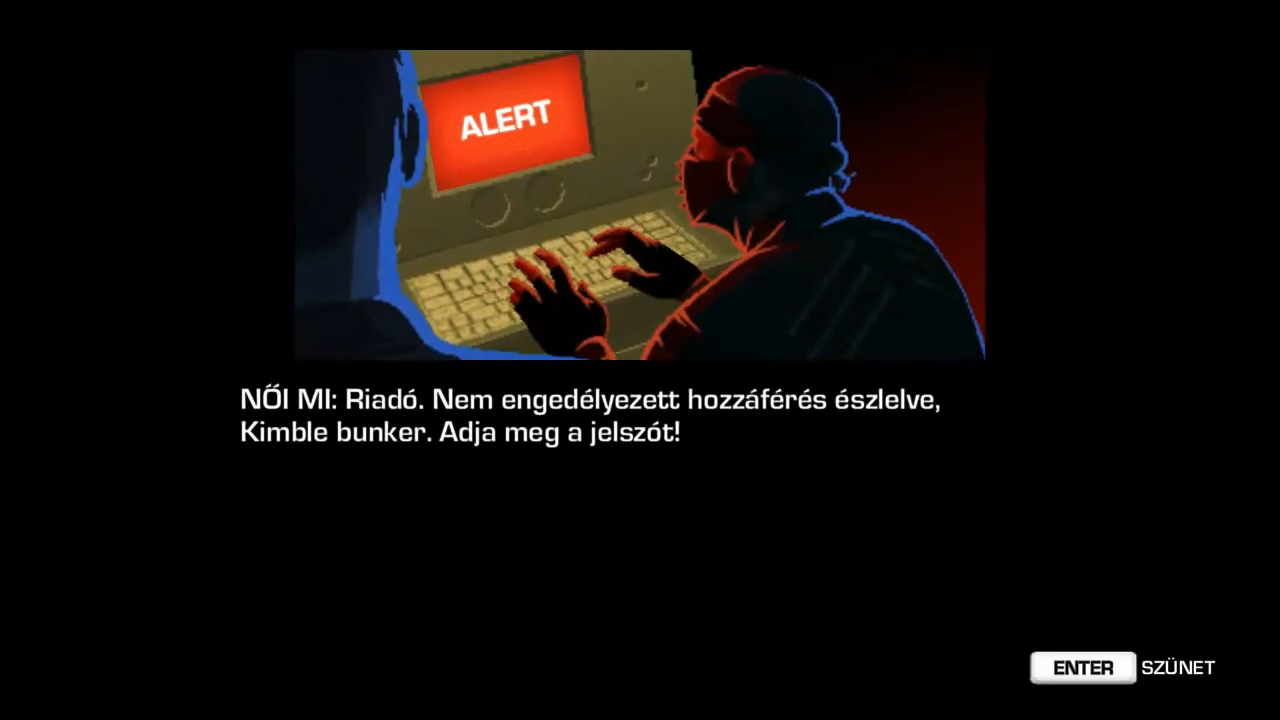 ALERT
NŐI MI: Riadó. Nem engedélyezett hozzáférés észlelve,
Kimble bunker. Adja meg a jelszót!
ENTER SZÜNET